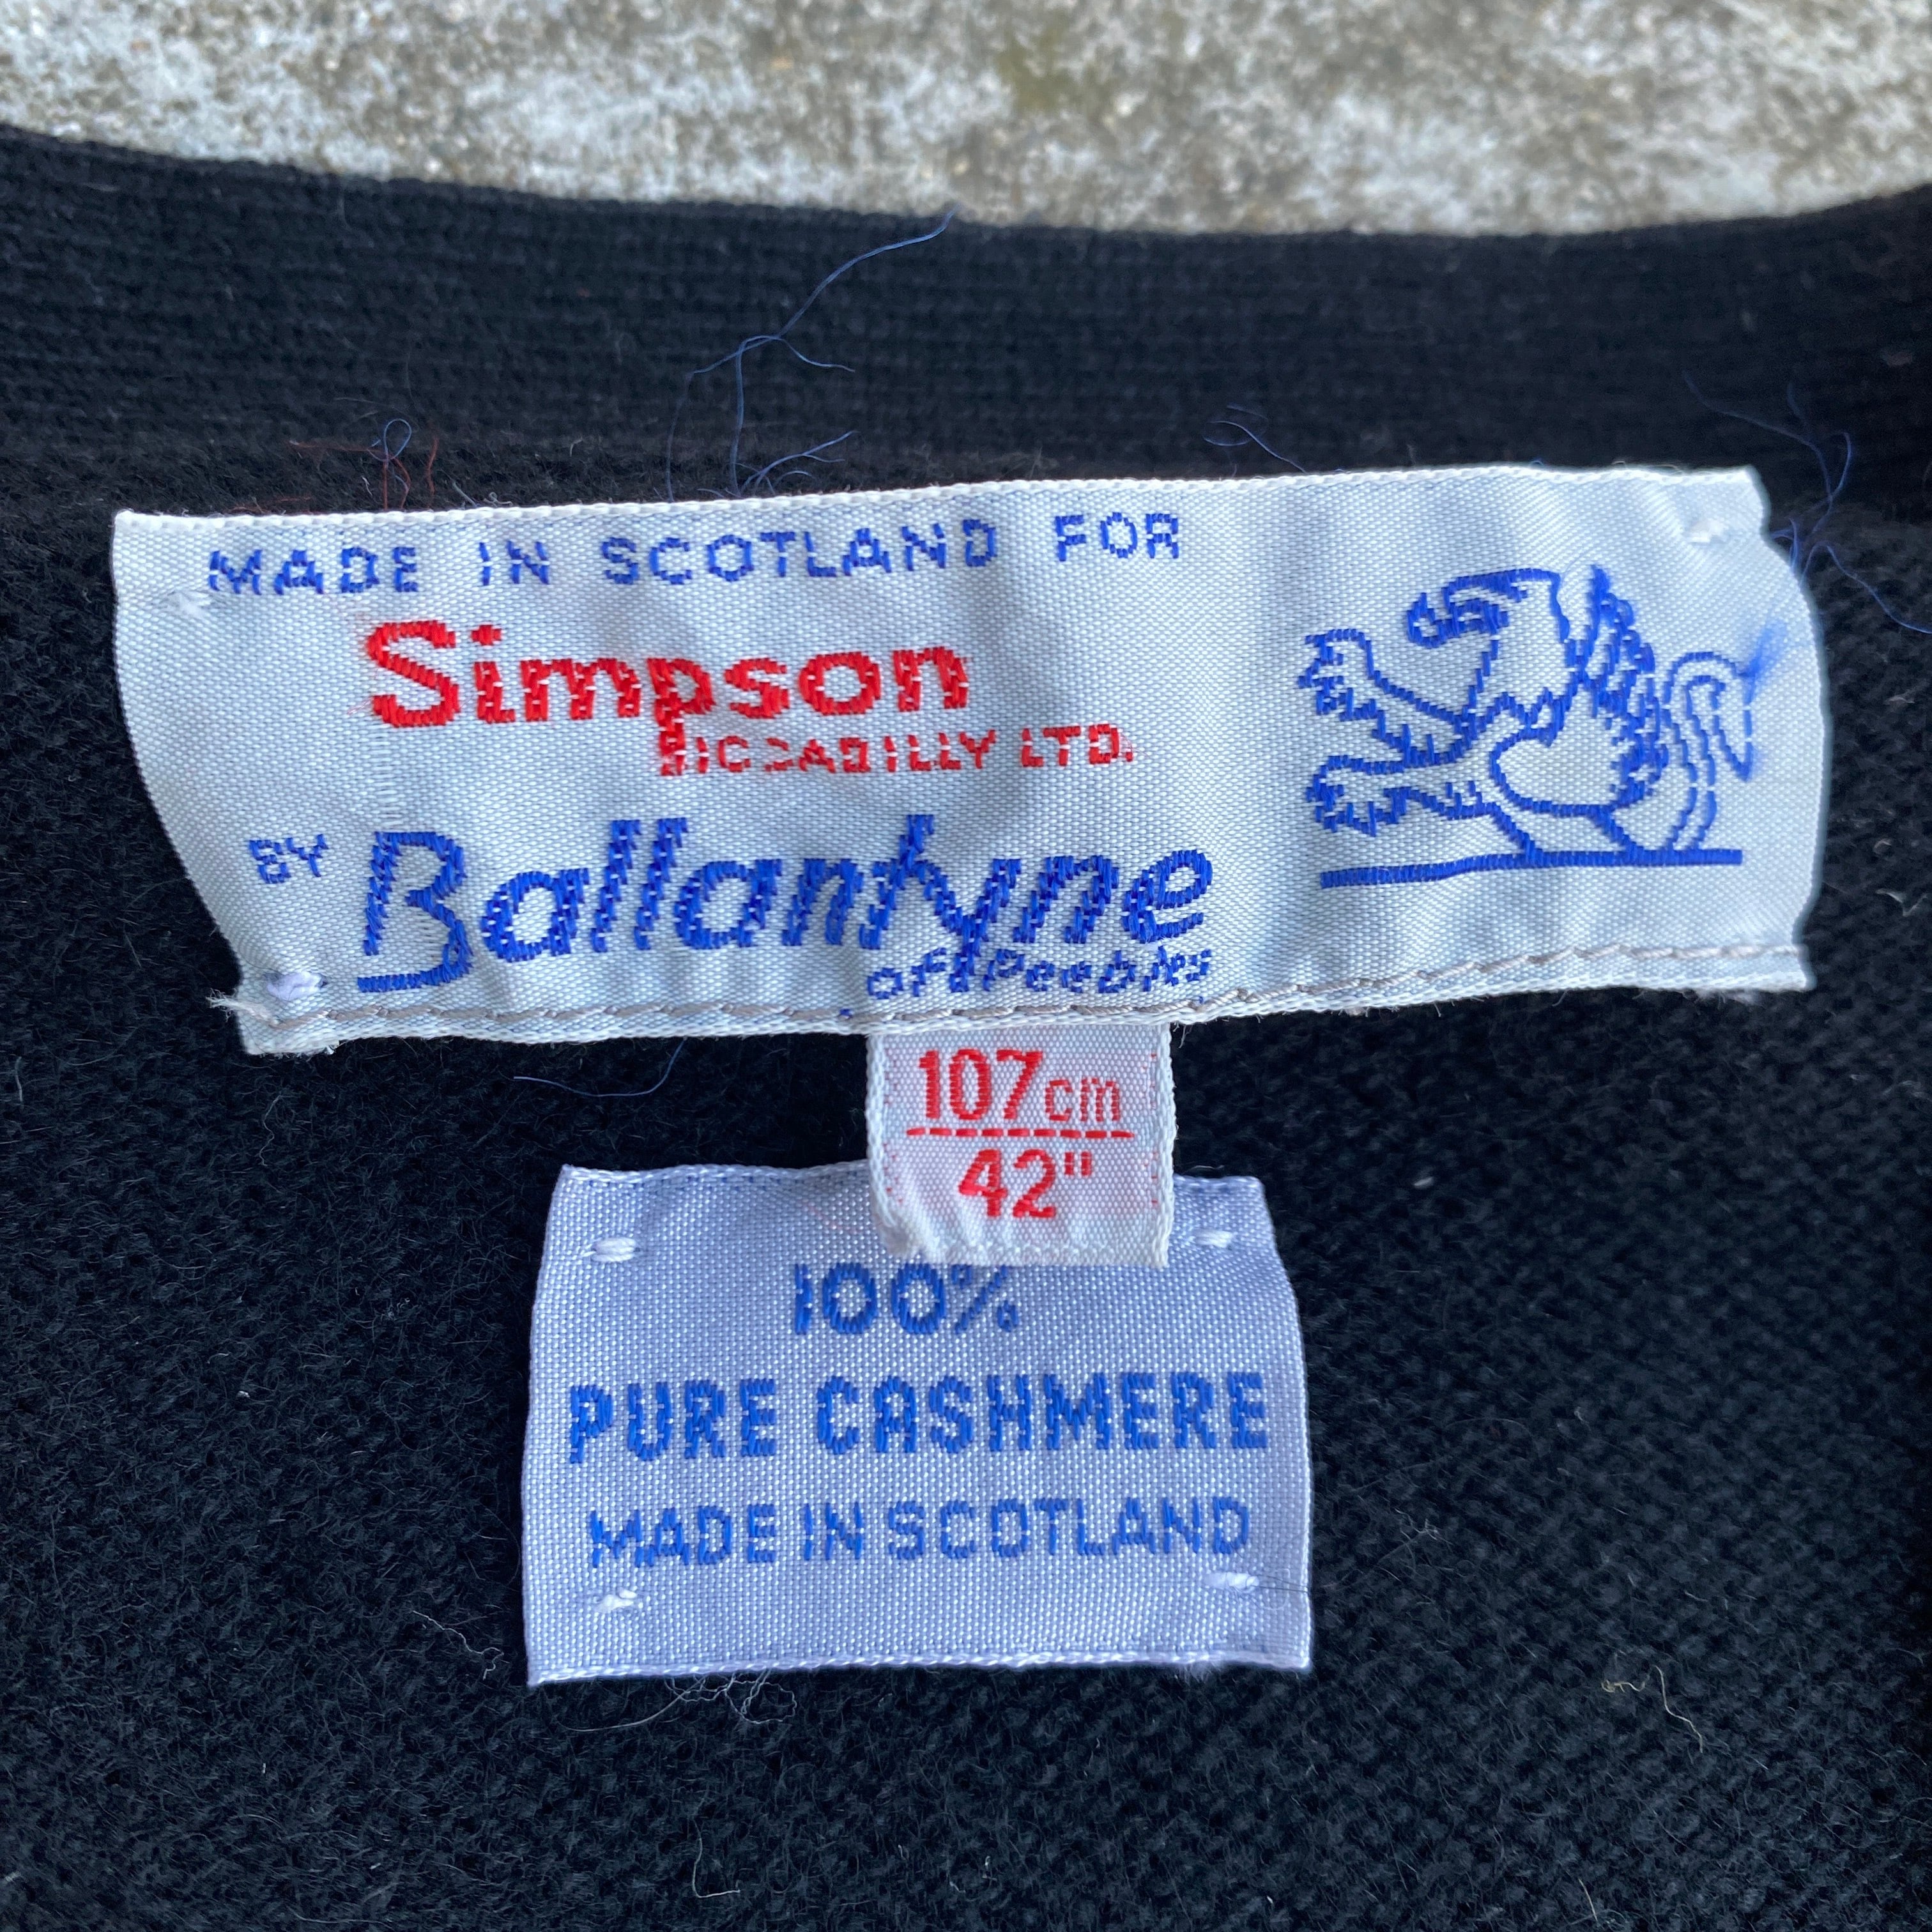 MADE IN SCOTLAND FOR
Simpson
PICCADILLY LTD.
BY Ballantyne
of Peebles
107cm
42"
100%
PURE CASHMERE
MADE IN SCOTLAND